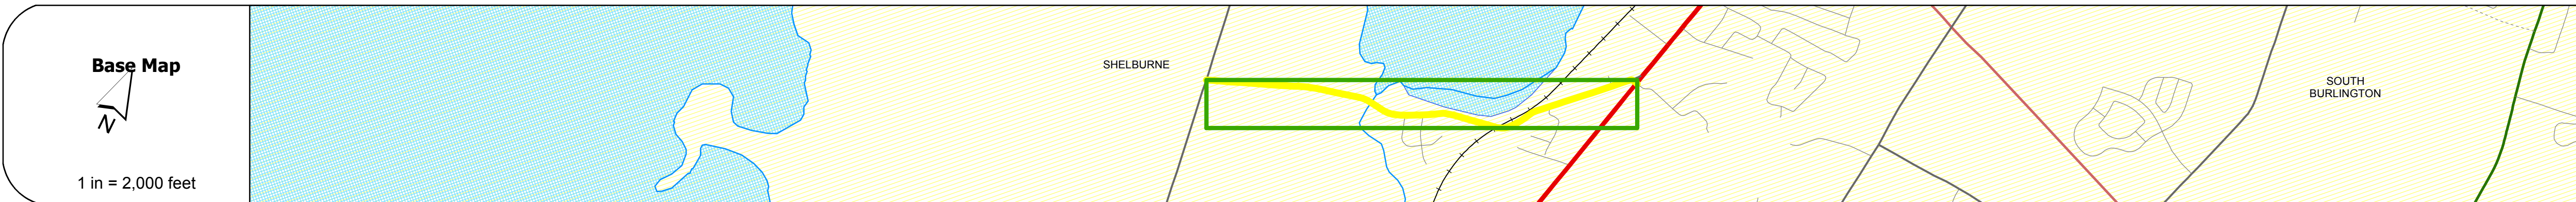 Base Map
N
1 in = 2,000 feet
SHELBURNE
SOUTH
BURLINGTON